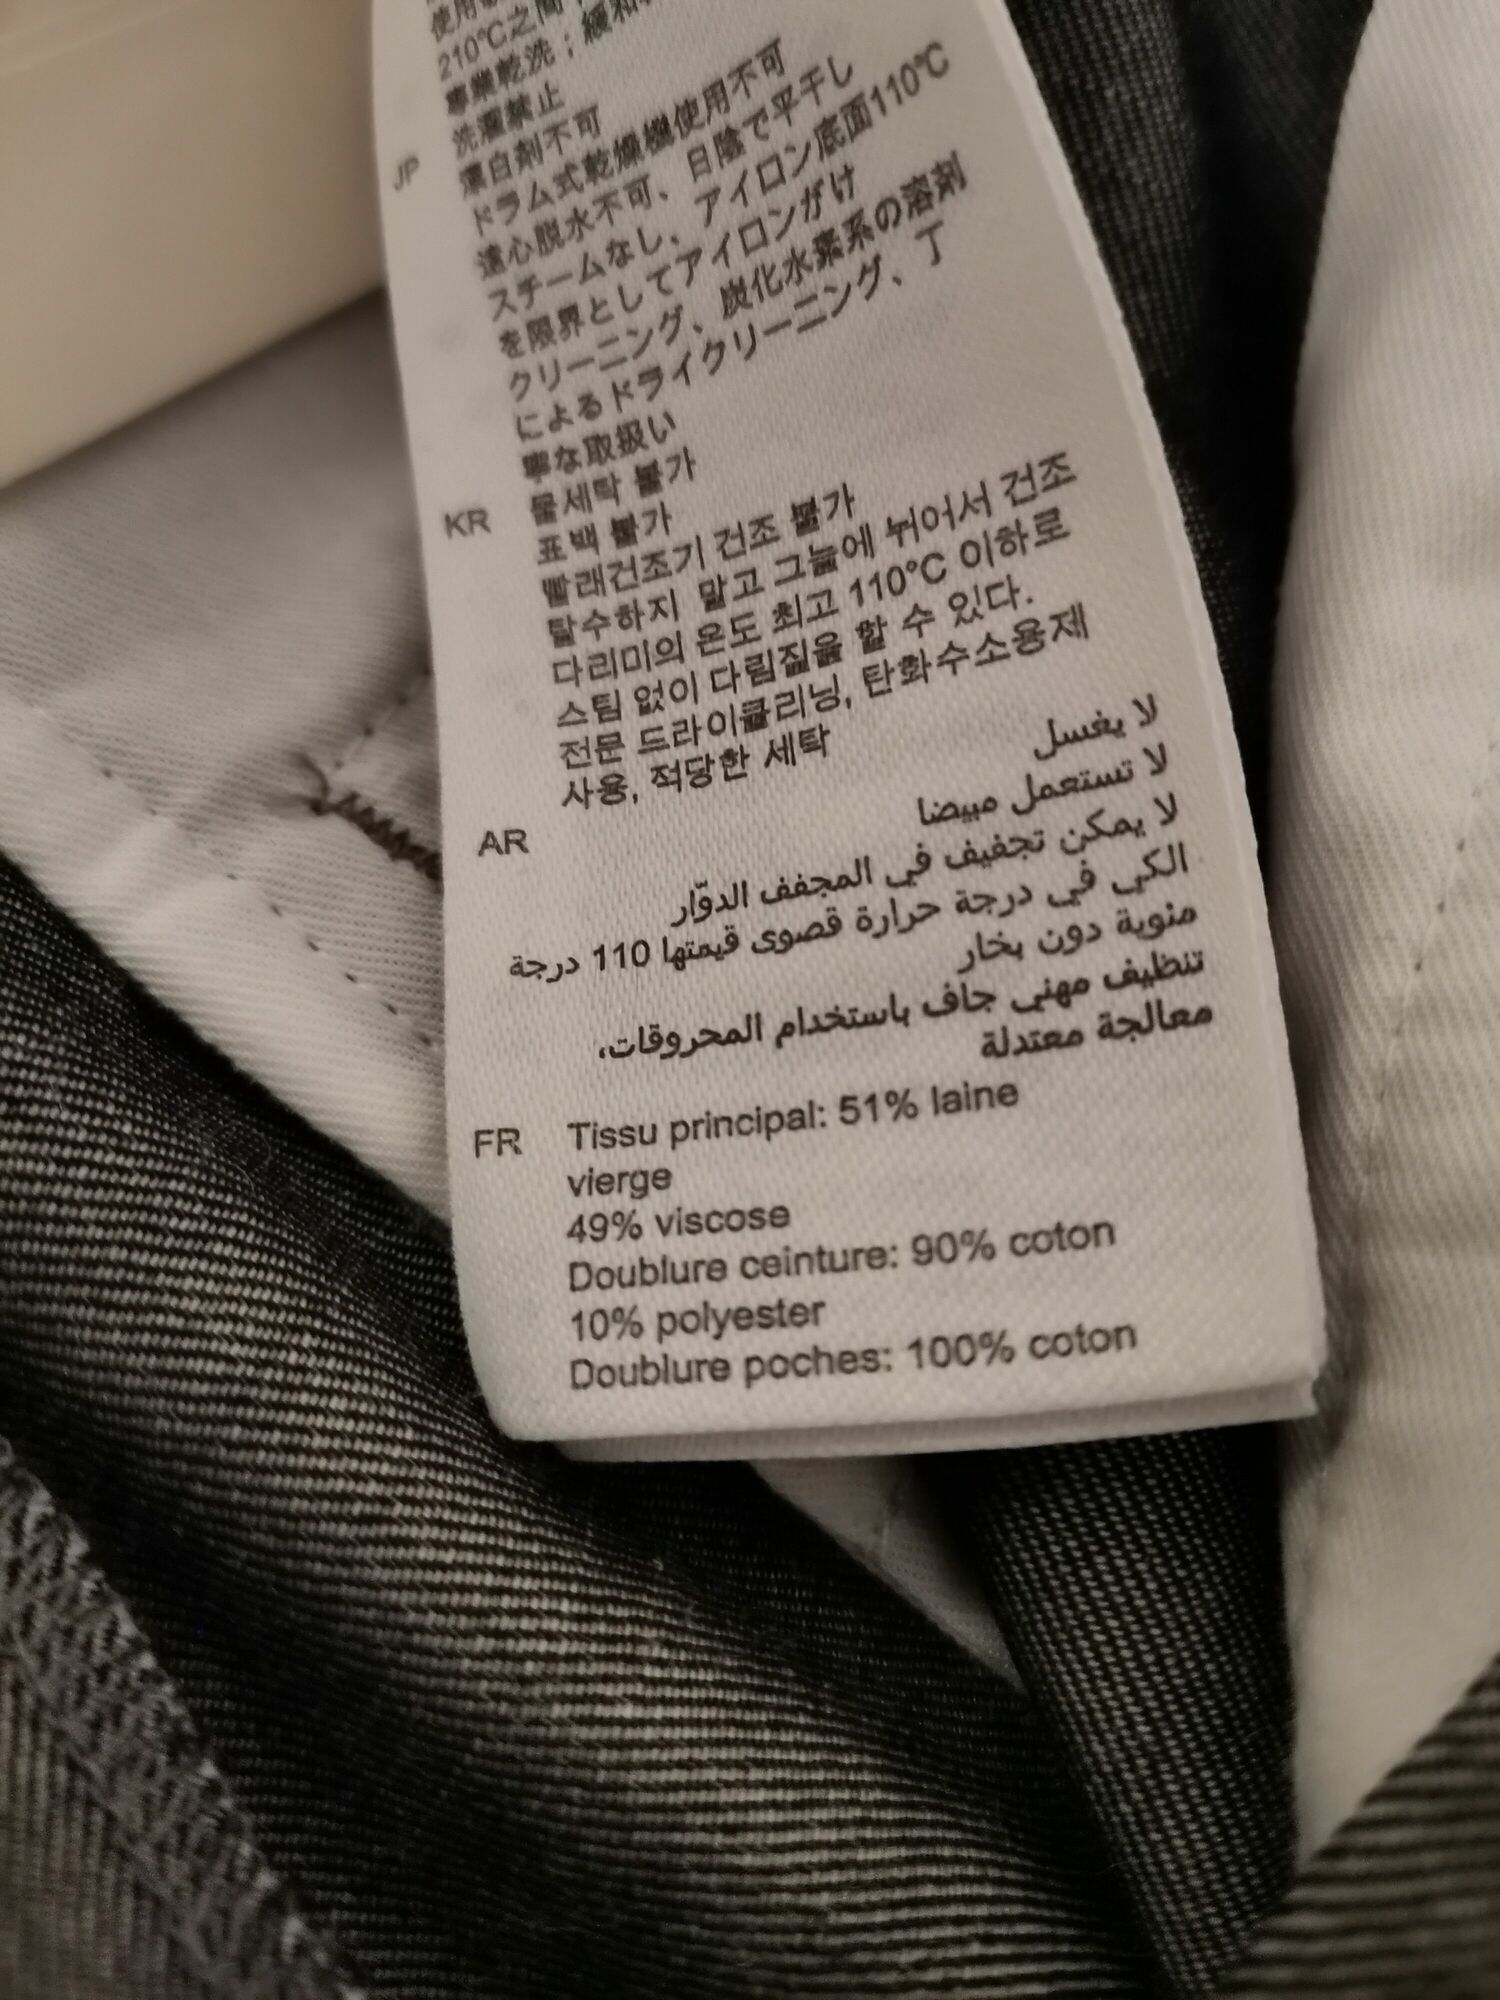 210℃之間
專業乾洗；緩和
JP 洗濯禁止
漂白剤不可
ドラム式乾燥機使用不可
遠心脱水不可、日陰で平干し
スチームなし、アイロン底面110℃
を限界としてアイロンがけ
クリーニング、炭化水素系の溶剤
によるドライクリーニング、丁
寧な取扱い
KR 물세탁 불가
표백 불가
빨래건조기 건조 불가
탈수하지 말고 그늘에 뉘어서 건조
다리미의 온도 최고 110°C 이하로
스팀 없이 다림질을 할 수 있다.
전문 드라이클리닝, 탄화수소용제
사용, 적당한 세탁
AR لا يغسل
لا تستعمل مبيضا
لا يمكن تجفيف في المجفف الدوّار
الكي في درجة حرارة قصوى قيمتها 110 درجة
منوية دون بخار
تنظيف مهني جاف باستخدام المحروقات،
معالجة معتدلة
FR Tissu principal: 51% laine
vierge
49% viscose
Doublure ceinture: 90% coton
10% polyester
Doublure poches: 100% coton